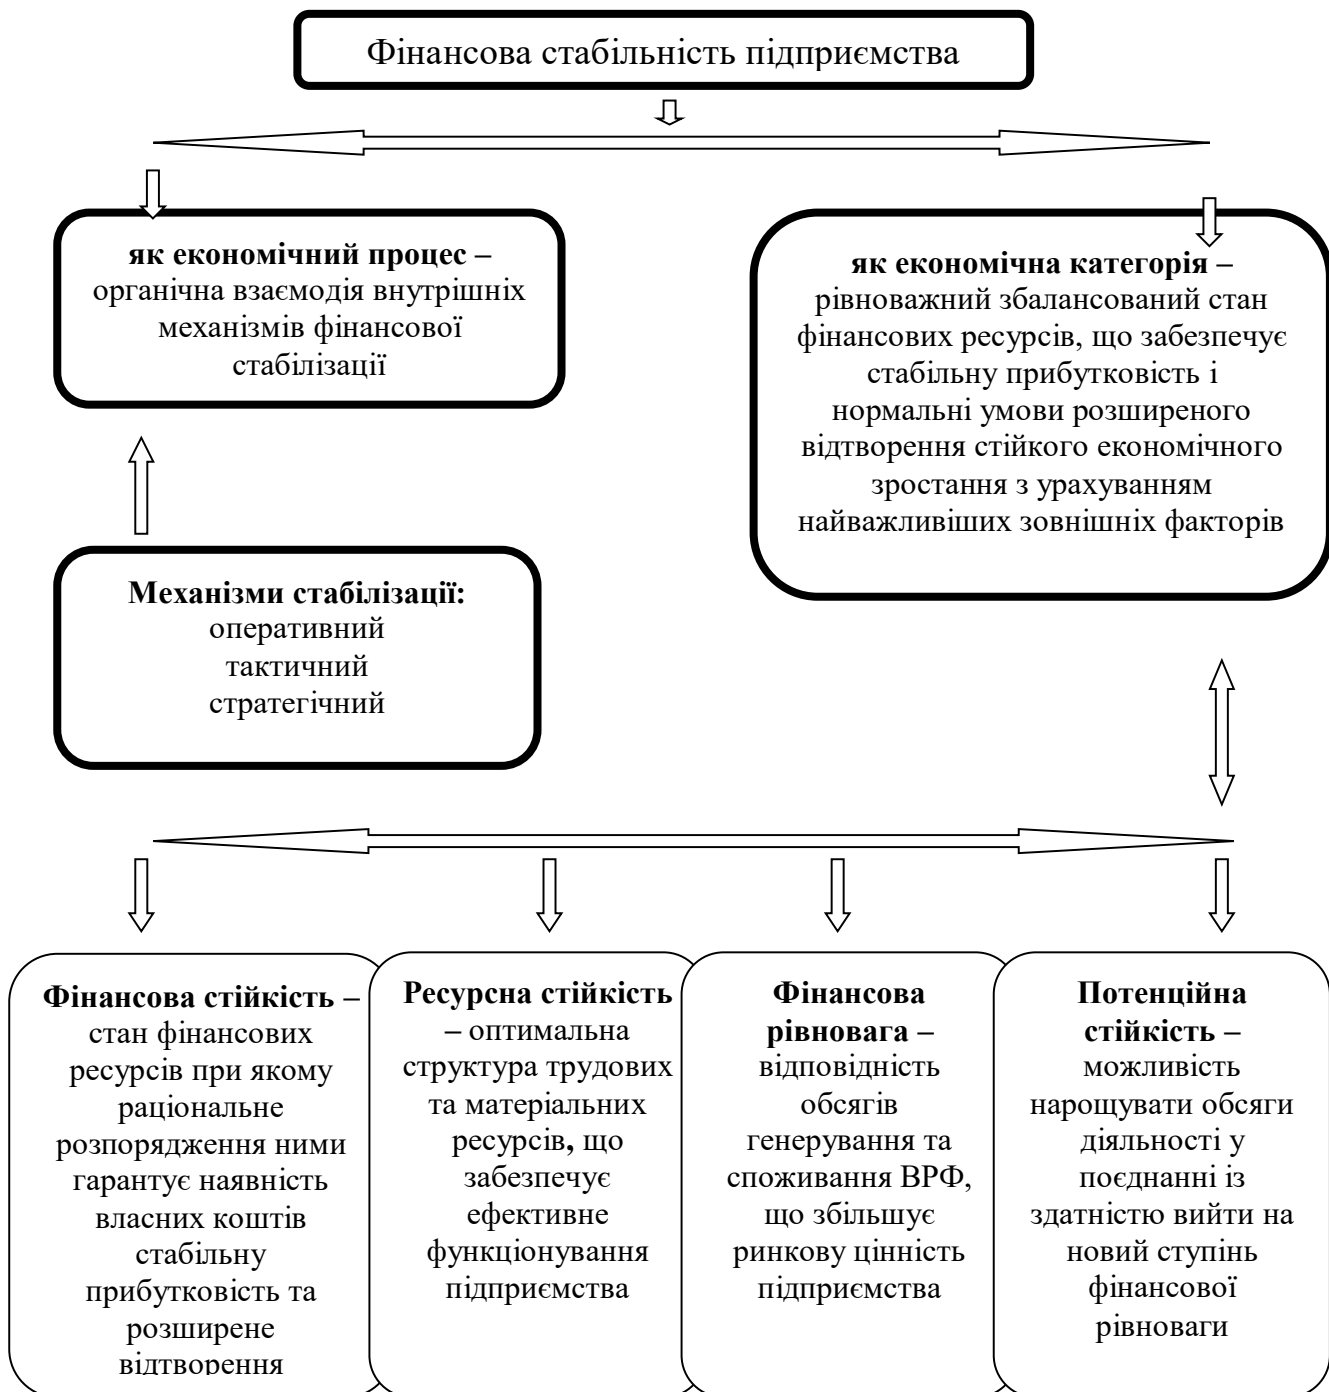 Фінансова стабільність підприємства
як економічний процес –
органічна взаємодія внутрішніх
механізмів фінансової
стабілізації
як економічна категорія –
рівноважний збалансований стан
фінансових ресурсів, що забезпечує
стабільну прибутковість і
нормальні умови розширеного
відтворення стійкого економічного
зростання з урахуванням
найважливіших зовнішніх факторів
Механізми стабілізації:
оперативний
тактичний
стратегічний
Фінансова стійкість –
стан фінансових
ресурсів при якому
раціональне
розпорядження ними
гарантує наявність
власних коштів
стабільну
прибутковість та
розширене
відтворення
Ресурсна стійкість
– оптимальна
структура трудових
та матеріальних
ресурсів, що
забезпечує
ефективне
функціонування
підприємства
Фінансова
рівновага –
відповідність
обсягів
генерування та
споживання ВРФ,
що збільшує
ринкову цінність
підприємства
Потенційна
стійкість –
можливість
нарощувати обсяги
діяльності у
поєднанні із
здатністю вийти на
новий ступінь
фінансової
рівноваги